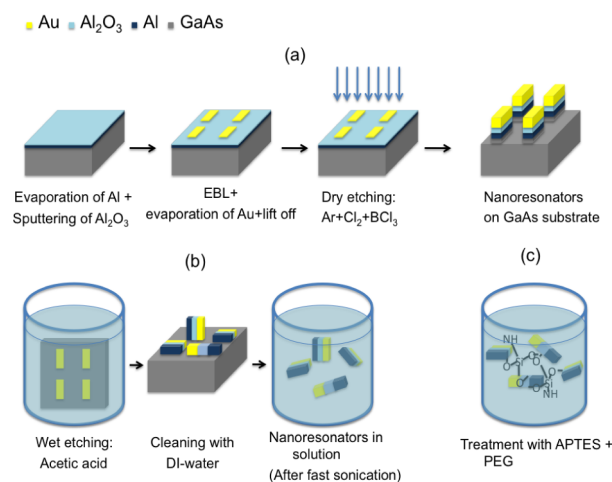 Au Al₂O₃ Al GaAs
(a)
Evaporation of Al +
Sputtering of Al₂O₃
EBL+
evaporation of Au+lift off
Dry etching:
Ar+Cl₂+BCl₃
Nanoresonators
on GaAs substrate
(b)
(c)
NH
O Si O Si
O O Si
NH
Wet etching:
Acetic acid
Cleaning with
DI-water
Nanoresonators in
solution
(After fast sonication)
Treatment with APTES +
PEG